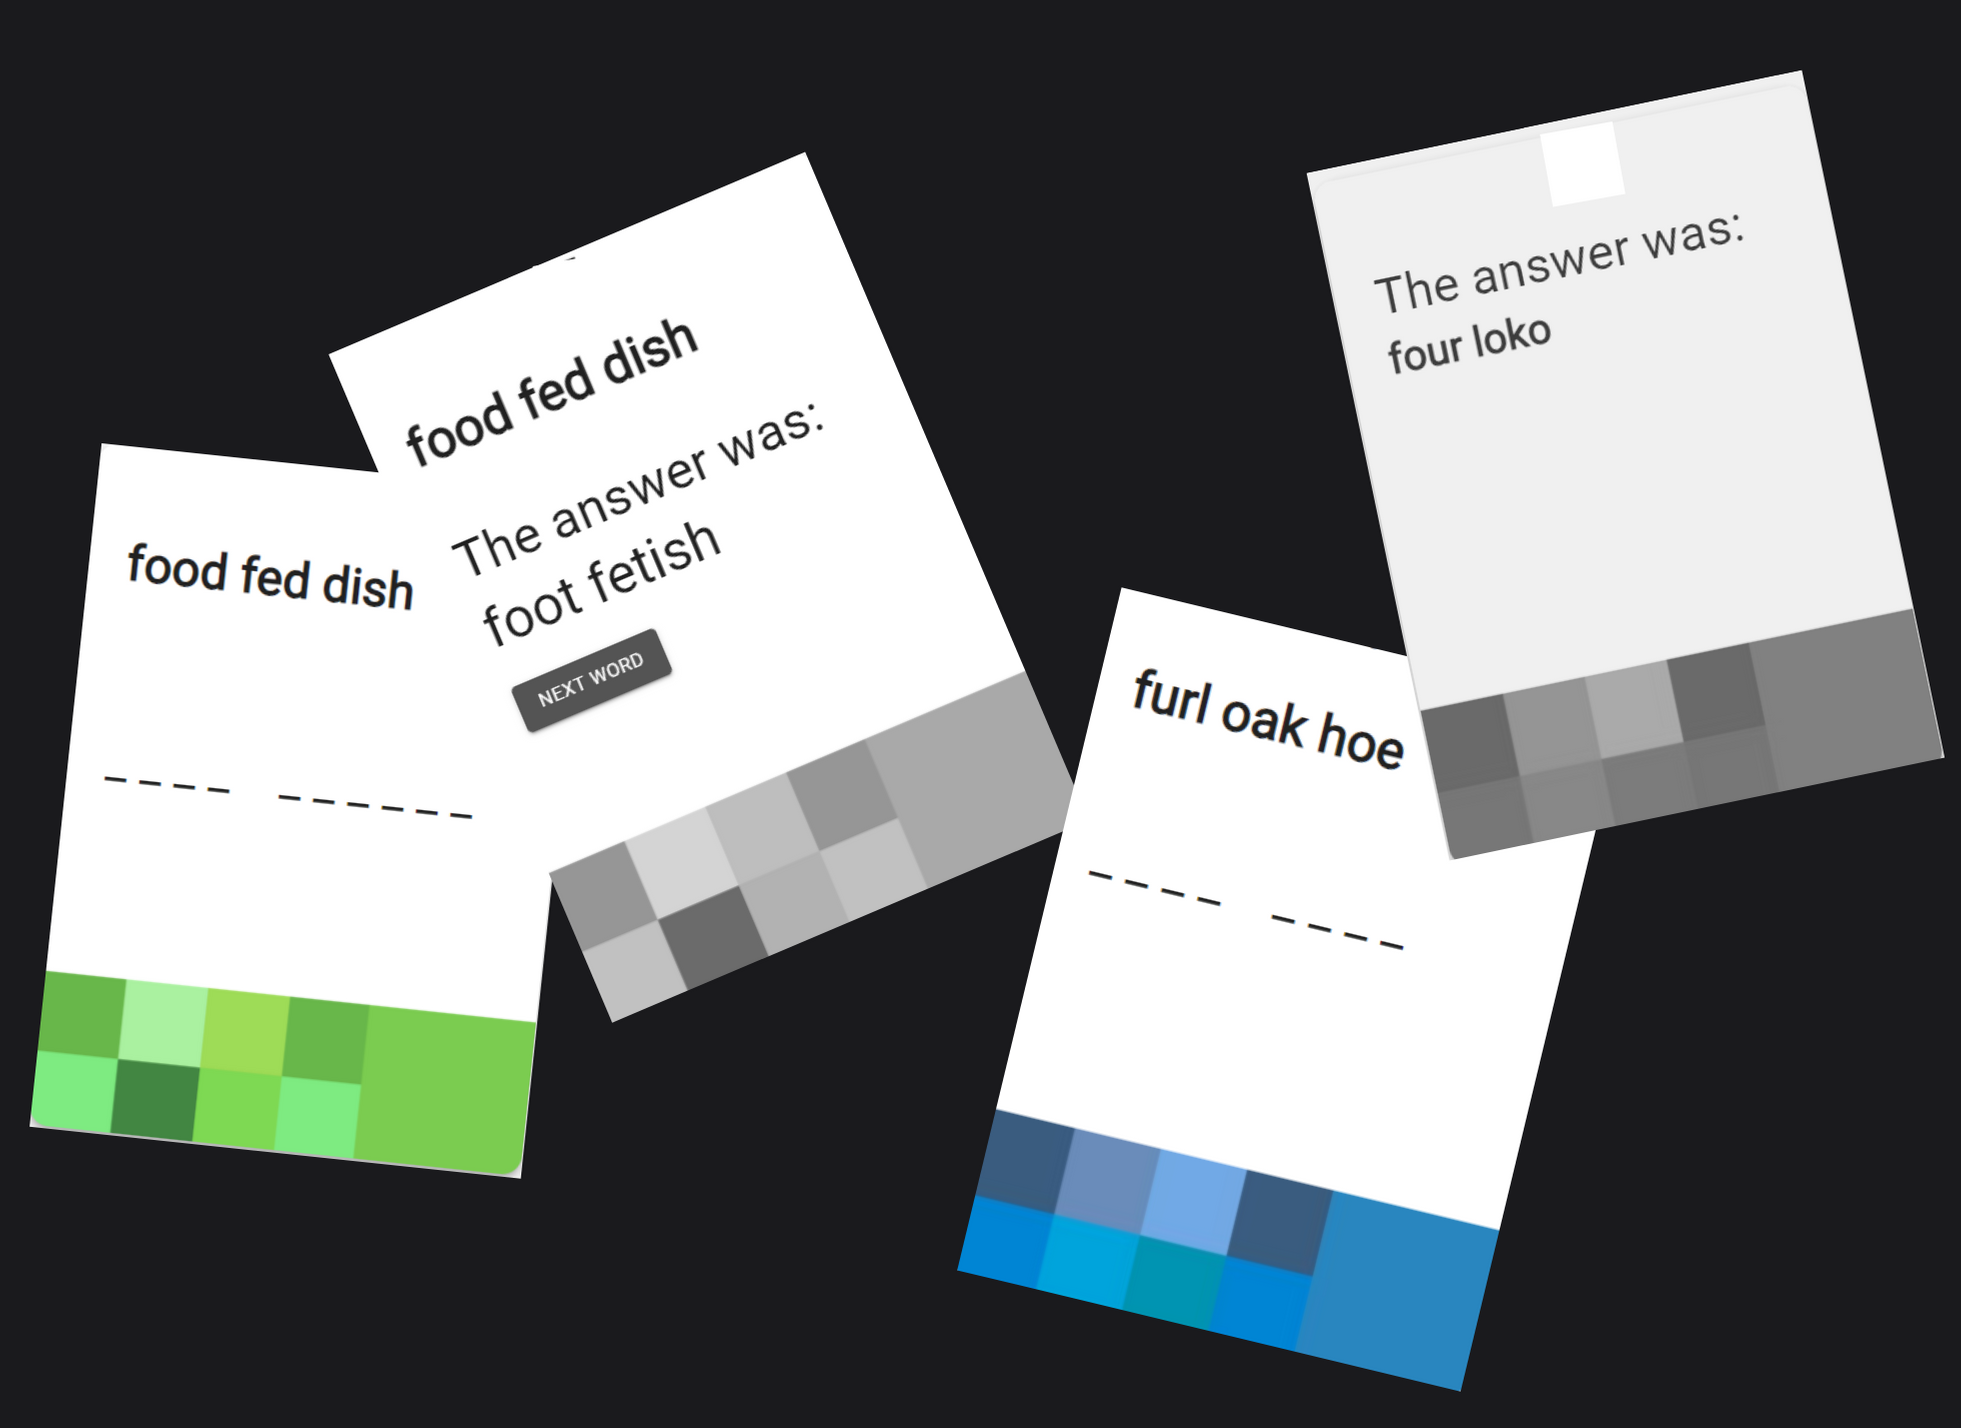 food fed dish
_ _ _ _  _ _ _ _ _ _
food fed dish
The answer was:
foot fetish
NEXT WORD
furl oak hoe
_ _ _ _  _ _ _ _
The answer was:
four loko